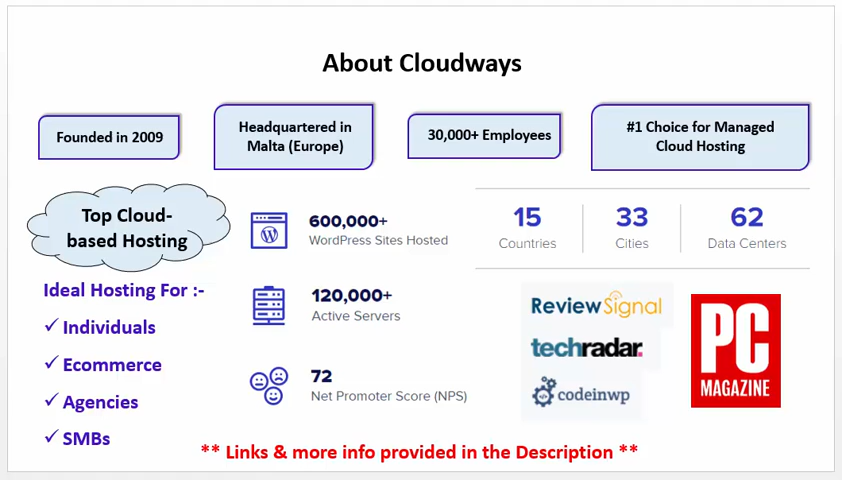 About Cloudways
Founded in 2009
Headquartered in
Malta (Europe)
30,000+ Employees
#1 Choice for Managed
Cloud Hosting
Top Cloud-
based Hosting
Ideal Hosting For :-
✓ Individuals
✓ Ecommerce
✓ Agencies
✓ SMBs
600,000+
WordPress Sites Hosted
120,000+
Active Servers
72
Net Promoter Score (NPS)
15
Countries
33
Cities
62
Data Centers
ReviewSignal
techradar.
codeinwp
PC
MAGAZINE
** Links & more info provided in the Description **